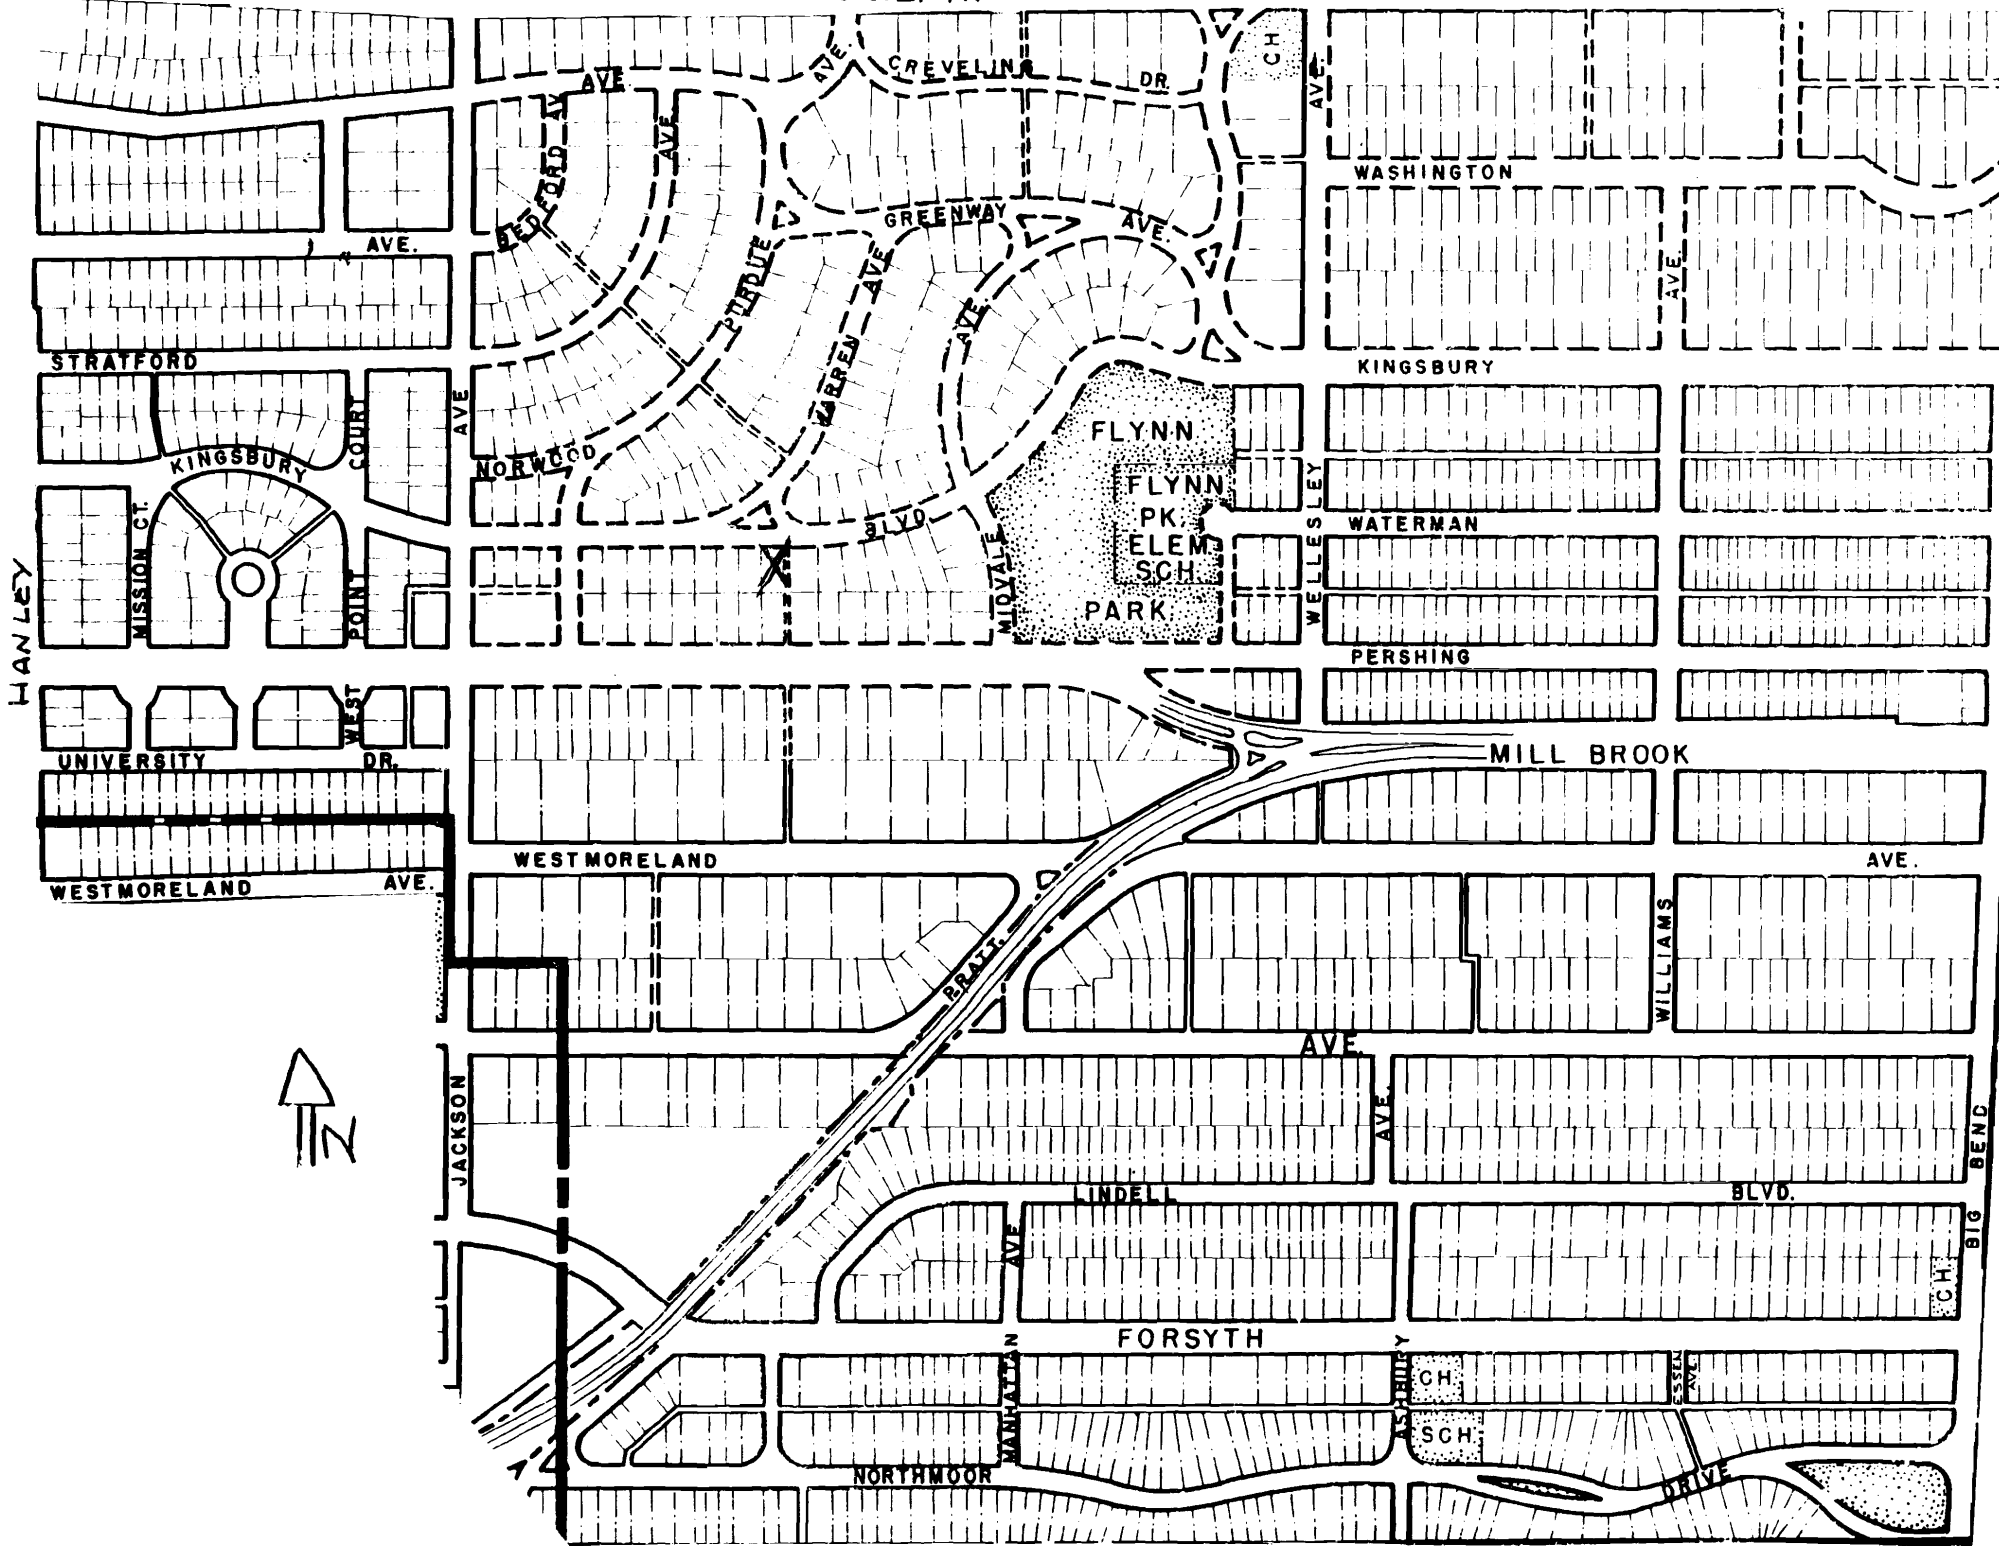 CREVELING
DR.
CH
AVE.
AVE
AVE.
AVE
BEDFORD AV
WASHINGTON
GREENWAY
AVE.
AVE.
PURDUE
AVE
WARREN
AVE.
AVE.
STRATFORD
KINGSBURY
AVE
COURT
KINGSBURY
NORWOOD
FLYNN
FLYNN
PK.
ELEM
SCH.
PARK
WELLESLEY
WATERMAN
BLVD
MIDVALE
MISSION CT.
POINT
WEST
HANLEY
X
PERSHING
UNIVERSITY
DR.
MILL BROOK
WESTMORELAND
AVE.
WESTMORELAND
AVE.
PRATT
WILLIAMS
AVE.
N
JACKSON
AVE.
BIG BEND
LINDELL
BLVD.
AVE
CH
FORSYTH
MANHATTAN
ASHBURY
CH
SCH
ESSEN
AVE.
NORTHMOOR
DRIVE